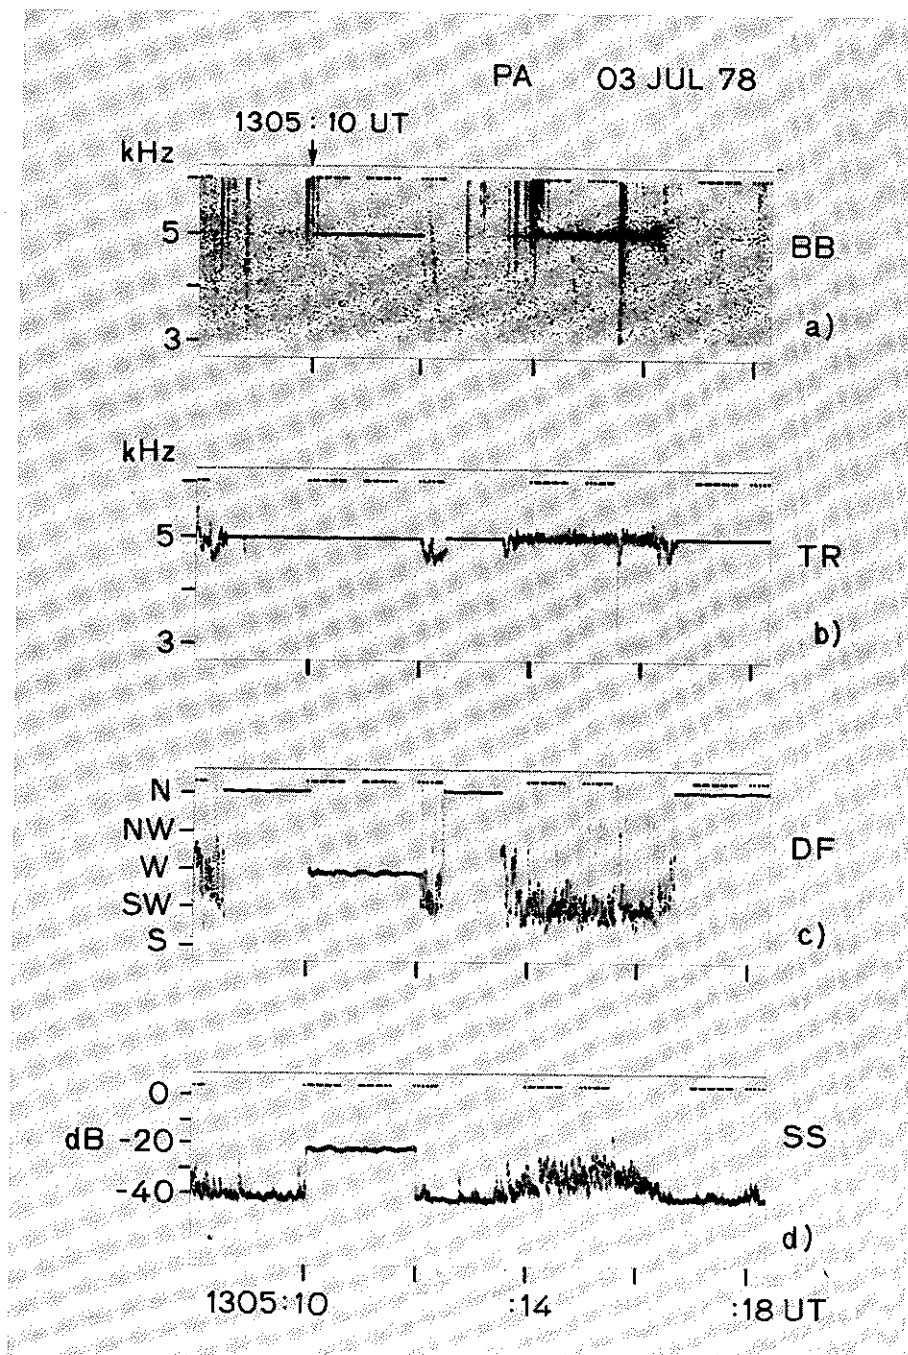 PA 03 JUL 78
1305 : 10 UT
kHz
5
3
BB
a)
kHz
5
3
TR
b)
N
NW
W
SW
S
DF
c)
0
dB -20
-40
SS
d)
1305:10 :14 :18 UT